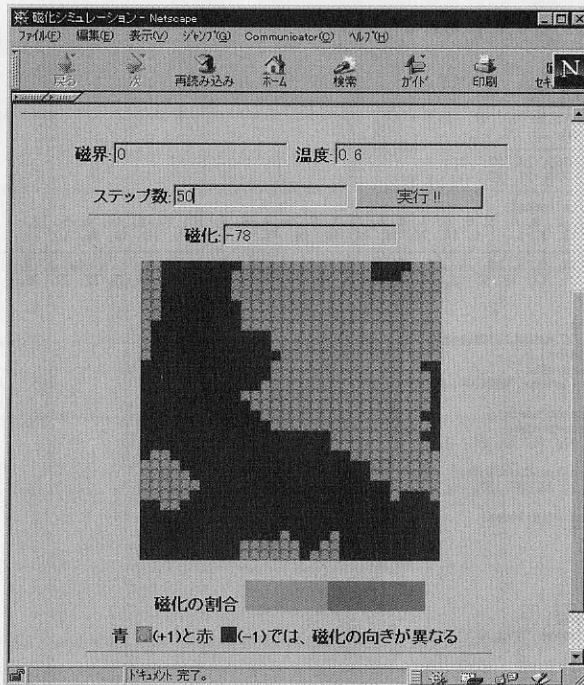 磁化シミュレーション - Netscape
ファイル(F) 編集(E) 表示(V) ジャンプ(G) Communicator(C) ヘルプ(H)
戻る 次 再読み込み ホーム 検索 ガイド 印刷 セキ N
磁界: 0 温度: 0.6
ステップ数: 50 実行 !!
磁化: -78
磁化の割合
青 (+1)と赤 (-1)では、磁化の向きが異なる
ドキュメント 完了。